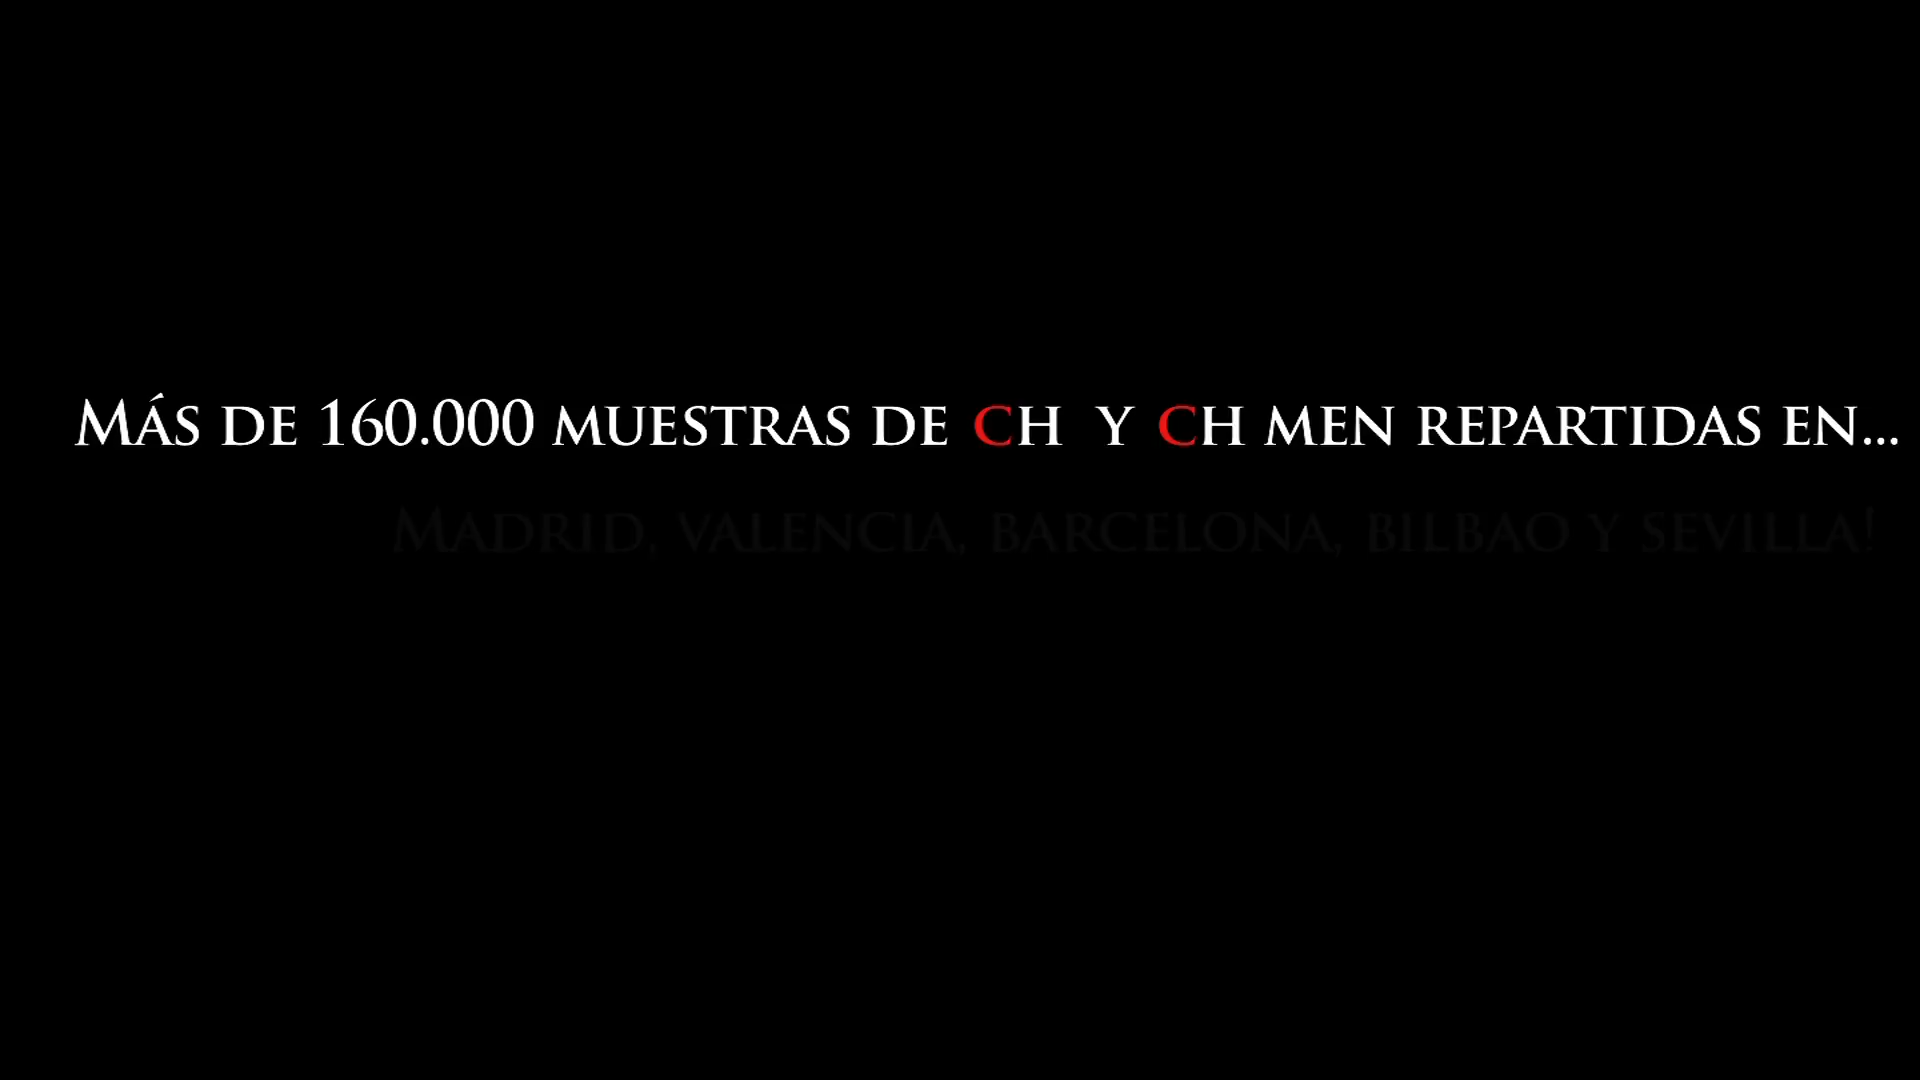 Más de 160.000 muestras de CH y CH men repartidas en...
Madrid, valencia, barcelona, bilbao y sevilla!